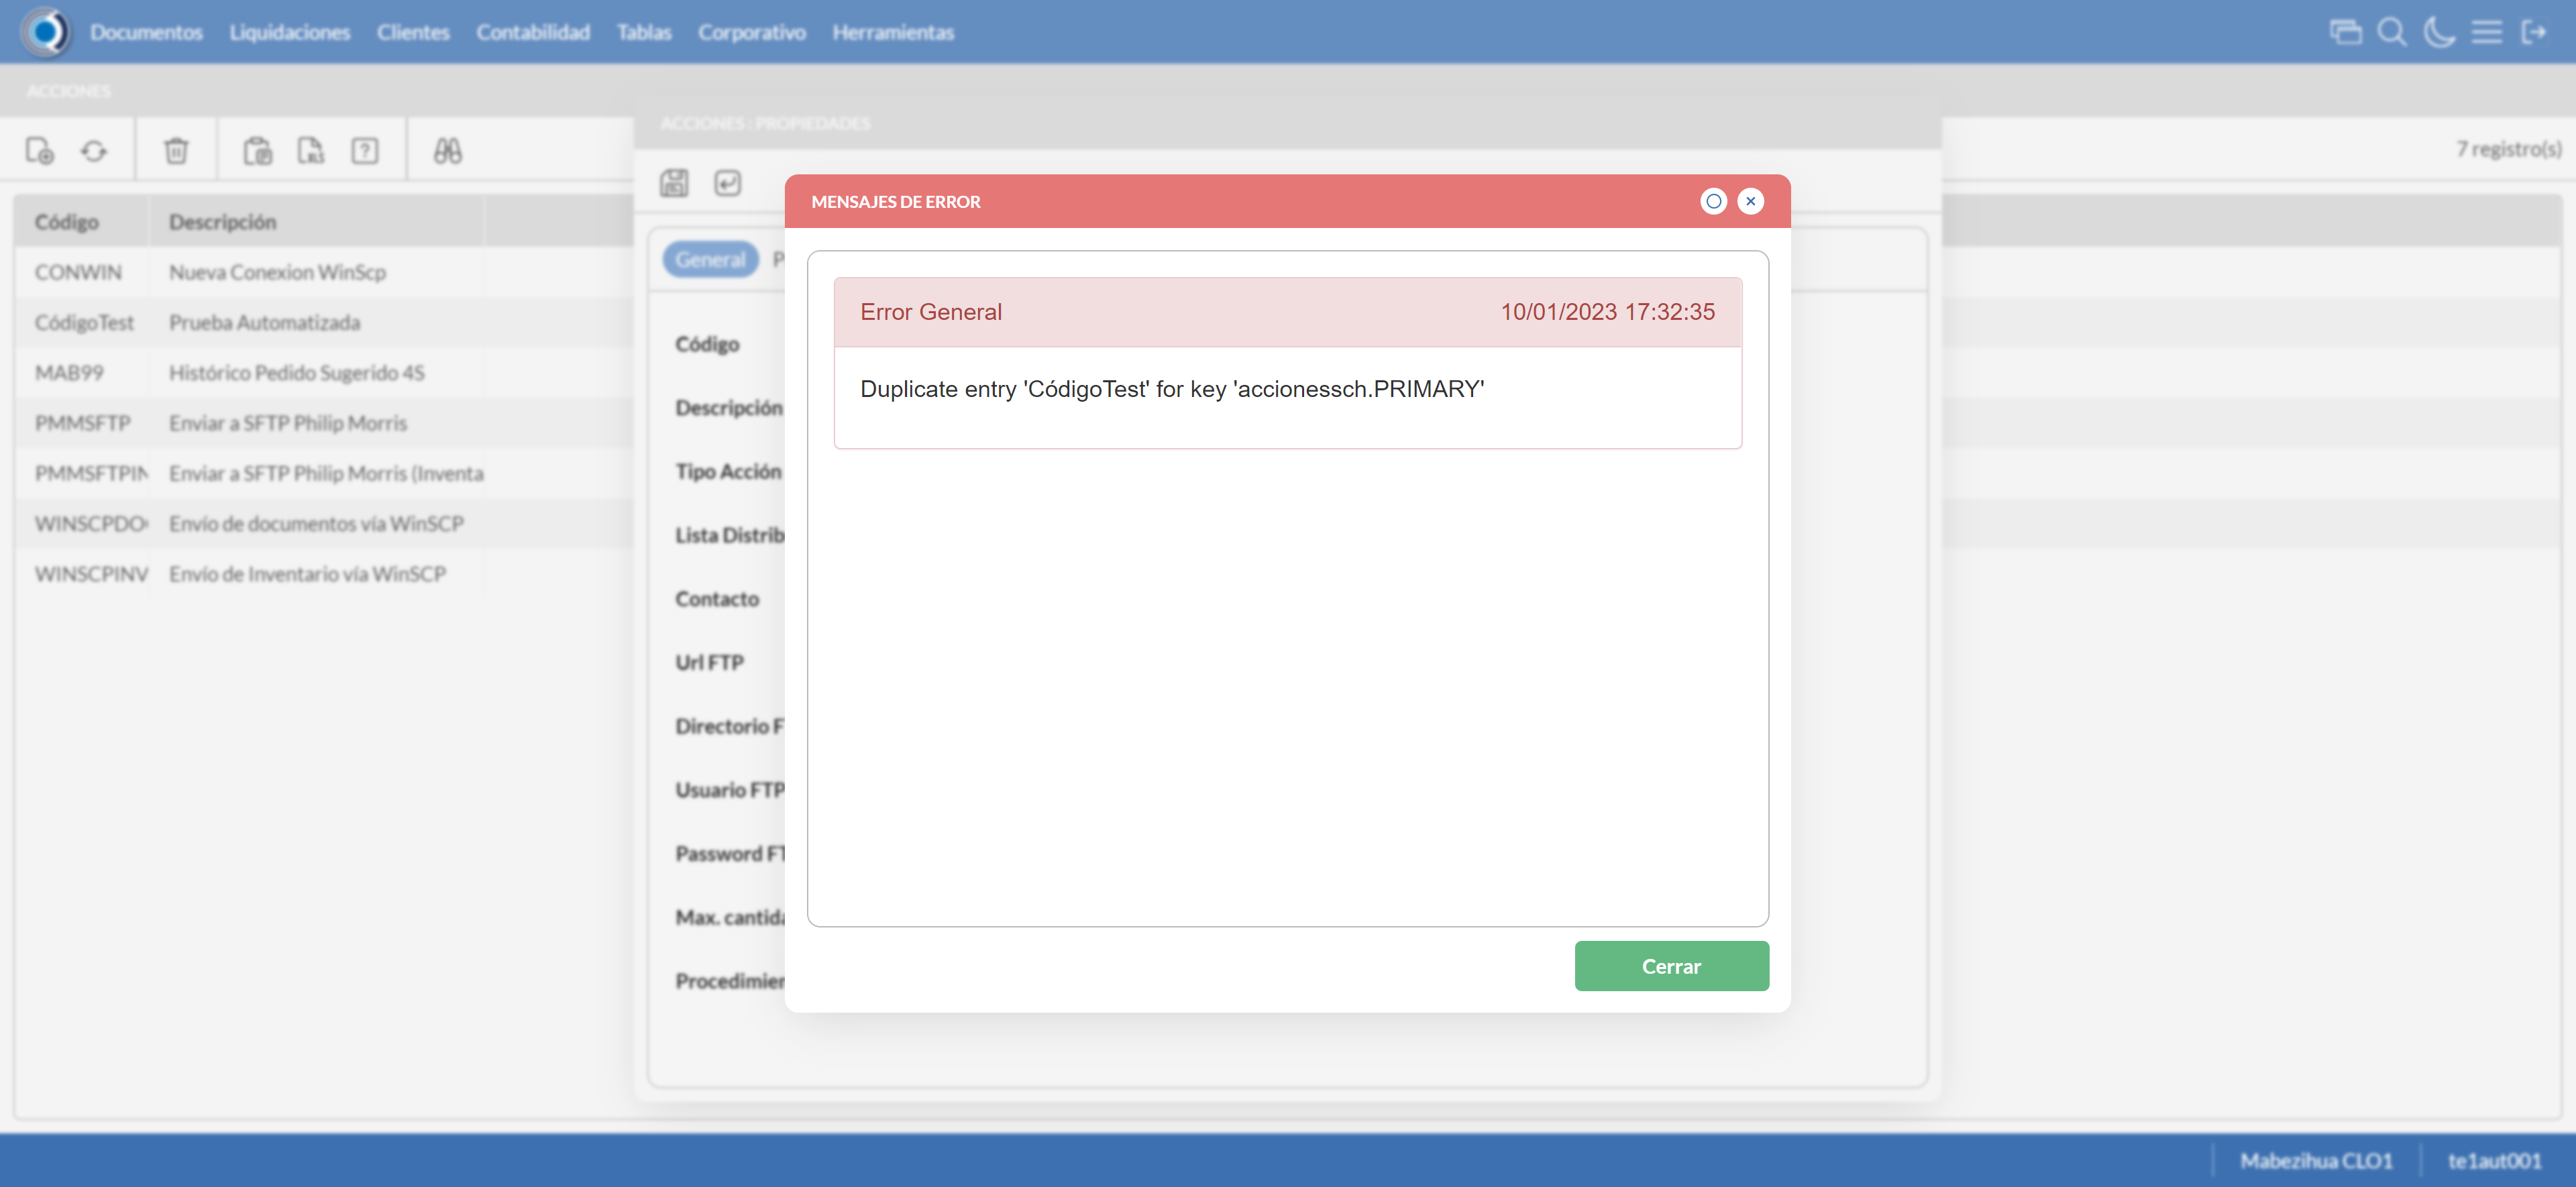 Documentos Liquidaciones Clientes Contabilidad Tablas Corporativo Herramientas
ACCIONES
7 registro(s)
Código Descripción
CONWIN Nueva Conexion WinScp
CódigoTest Prueba Automatizada
MAB99 Histórico Pedido Sugerido 4S
PMMSFTP Enviar a SFTP Philip Morris
PMMSFTPIN Enviar a SFTP Philip Morris (Inventa
WINSCPDO Envío de documentos vía WinSCP
WINSCPINV Envío de Inventario vía WinSCP
ACCIONES : PROPIEDADES
General P
Código
Descripción
Tipo Acción
Lista Distrib
Contacto
Url FTP
Directorio F
Usuario FTP
Password FT
Max. cantida
Procedimier
MENSAJES DE ERROR
Error General 10/01/2023 17:32:35
Duplicate entry 'CódigoTest' for key 'accionessch.PRIMARY'
Cerrar
Mabezihua CLO1 te1aut001